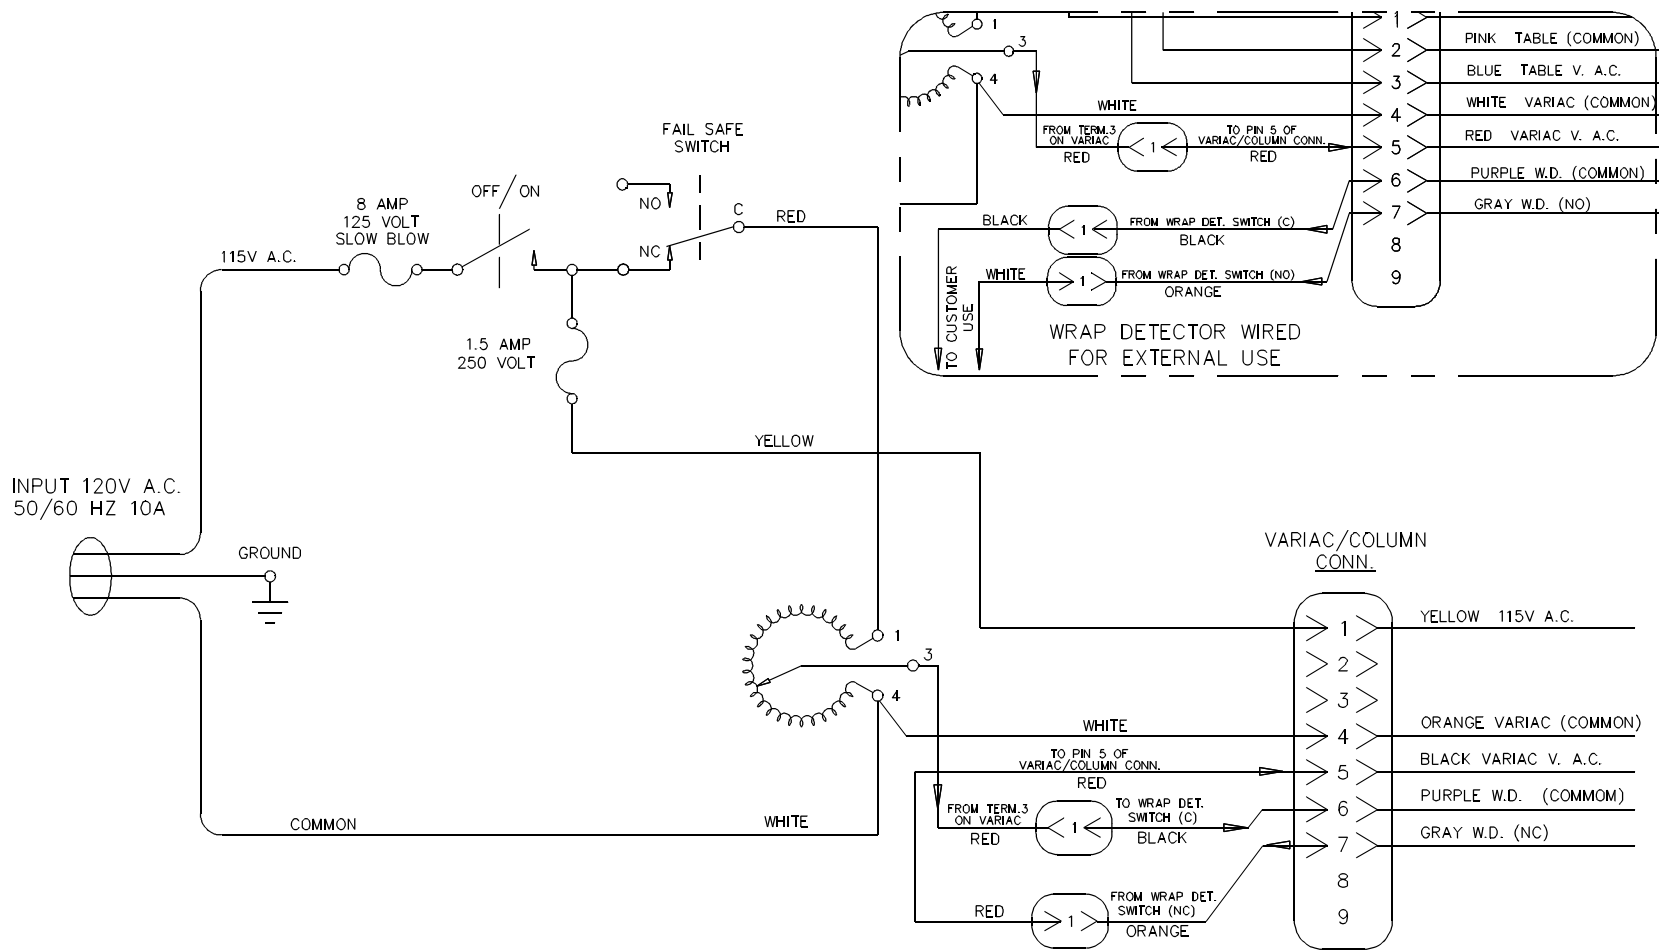 1
3
4
WHITE
FROM TERM.3
ON VARIAC
RED
1
TO PIN 5 OF
VARIAC/COLUMN CONN.
RED
BLACK
1
FROM WRAP DET. SWITCH (C)
BLACK
WHITE
1
FROM WRAP DET. SWITCH (NO)
ORANGE
TO CUSTOMER
USE
WRAP DETECTOR WIRED
FOR EXTERNAL USE
1
2
PINK TABLE (COMMON)
3
BLUE TABLE V. A.C.
4
WHITE VARIAC (COMMON)
5
RED VARIAC V. A.C.
6
PURPLE W.D. (COMMON)
7
GRAY W.D. (NO)
8
9
FAIL SAFE
SWITCH
OFF/ON
NO
NC
C
RED
8 AMP
125 VOLT
SLOW BLOW
115V A.C.
1.5 AMP
250 VOLT
YELLOW
INPUT 120V A.C.
50/60 HZ 10A
GROUND
COMMON
WHITE
1
3
4
WHITE
TO PIN 5 OF
VARIAC/COLUMN CONN.
RED
FROM TERM.3
ON VARIAC
RED
1
TO WRAP DET.
SWITCH (C)
BLACK
RED
1
FROM WRAP DET.
SWITCH (NC)
ORANGE
VARIAC/COLUMN
CONN.
1
YELLOW 115V A.C.
2
3
4
ORANGE VARIAC (COMMON)
5
BLACK VARIAC V. A.C.
6
PURPLE W.D. (COMMOM)
7
GRAY W.D. (NC)
8
9